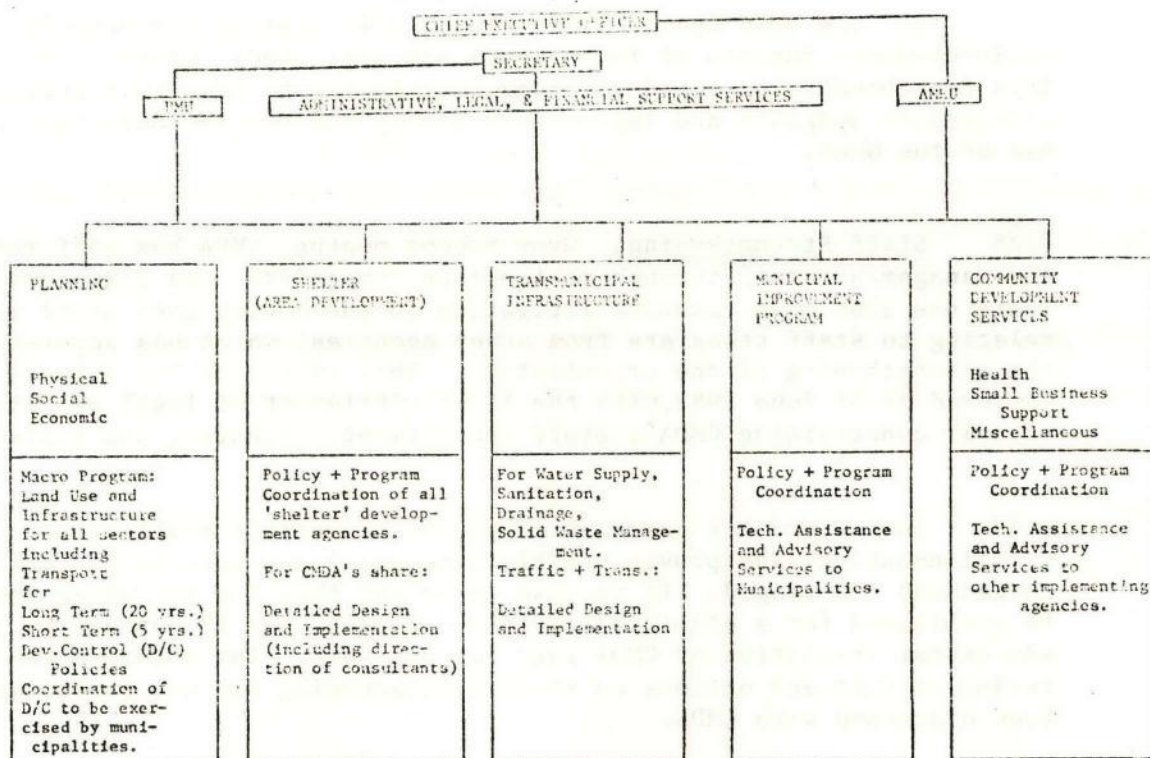 CHIEF EXECUTIVE OFFICER
SECRETARY
ADMINISTRATIVE, LEGAL, & FINANCIAL SUPPORT SERVICES
PLANNING
Physical
Social
Economic
Macro Program:
Land Use and
Infrastructure
for all sectors
including
Transport
for
Long Term (20 yrs.)
Short Term (5 yrs.)
Dev.Control (D/C)
Policies
Coordination of
D/C to be exer-
cised by muni-
cipalities.
SHELTER
(AREA DEVELOPMENT)
Policy + Program
Coordination of all
'shelter' develop-
ment agencies.
For CMDA's share:
Detailed Design
and Implementation
(including direc-
tion of consultants)
TRANSMUNICIPAL
INFRASTRUCTURE
For Water Supply,
Sanitation,
Drainage,
Solid Waste Manage-
ment.
Traffic + Trans.:
Detailed Design
and Implementation
MUNICIPAL
IMPROVEMENT
PROGRAM
Policy + Program
Coordination
Tech. Assistance
and Advisory
Services to
Municipalities.
COMMUNITY
DEVELOPMENT
SERVICES
Health
Small Business
Support
Miscellaneous
Policy + Program
Coordination
Tech. Assistance
and Advisory
Services to
other implementing
agencies.